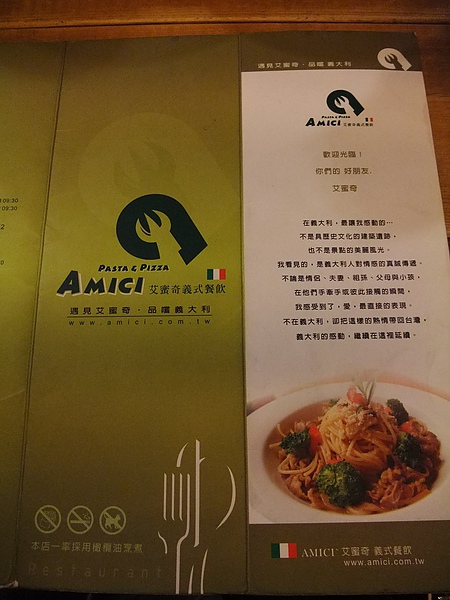 09:30
08:30
PASTA & PIZZA
AMICI 艾蜜奇義式餐飲
遇見艾蜜奇・品嚐義大利
www.amici.com.tw
本店一率採用橄欖油烹煮
Restaurant
遇見艾蜜奇・品嚐義大利
PASTA & PIZZA
AMICI 艾蜜奇義式餐飲
歡迎光臨！
你們的 好朋友.
艾蜜奇
在義大利，最讓我感動的…
不是具歷史文化的建築遺跡，
也不是景點的美麗風光。
我看見的，是義大利人對情感的真誠傳遞。
不論是情侶、夫妻、祖孫、父母與小孩，
在他們手牽手或彼此接觸的瞬間，
我感受到了，愛，最直接的表現。
不在義大利，卻把這樣的熱情帶回台灣，
義大利的感動，繼續在這裡延續。
AMICI 艾蜜奇 義式餐飲
www.amici.com.tw